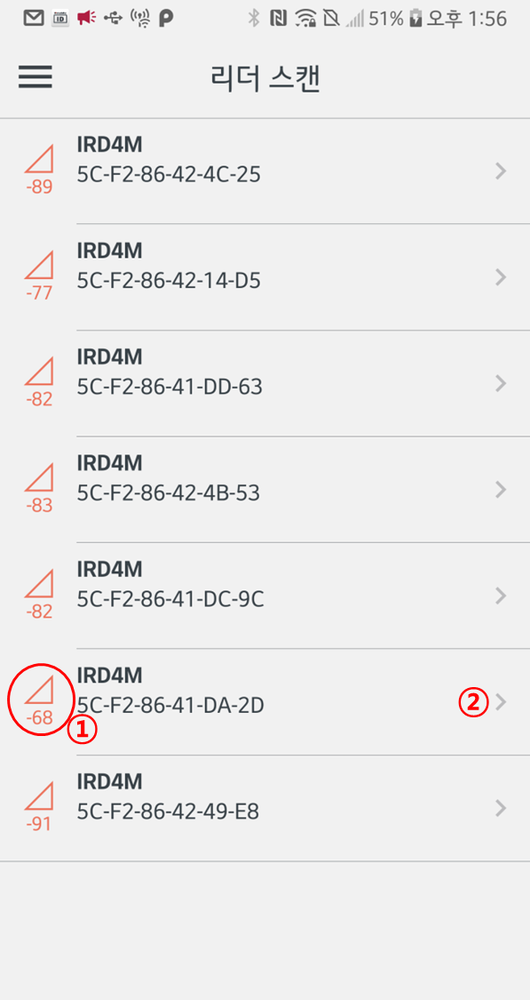 51% 오후 1:56
리더 스캔
IRD4M
5C-F2-86-42-4C-25
-89
IRD4M
5C-F2-86-42-14-D5
-77
IRD4M
5C-F2-86-41-DD-63
-82
IRD4M
5C-F2-86-42-4B-53
-83
IRD4M
5C-F2-86-41-DC-9C
-82
IRD4M
5C-F2-86-41-DA-2D
②
-68
①
IRD4M
5C-F2-86-42-49-E8
-91